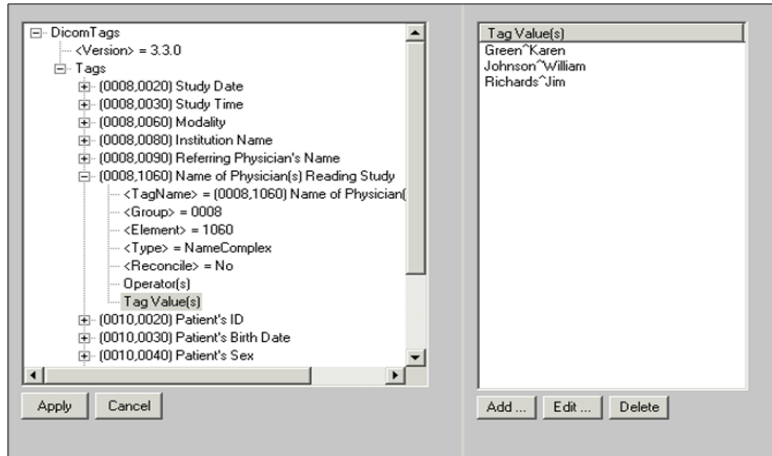 DicomTags
<Version> = 3.3.0
Tags
(0008,0020) Study Date
(0008,0030) Study Time
(0008,0060) Modality
(0008,0080) Institution Name
(0008,0090) Referring Physician's Name
(0008,1060) Name of Physician(s) Reading Study
<TagName> = (0008,1060) Name of Physician(
<Group> = 0008
<Element> = 1060
<Type> = NameComplex
<Reconcile> = No
Operator(s)
Tag Value(s)
(0010,0020) Patient's ID
(0010,0030) Patient's Birth Date
(0010,0040) Patient's Sex
Apply
Cancel
Tag Value(s)
Green^Karen
Johnson^William
Richards^Jim
Add ...
Edit ...
Delete